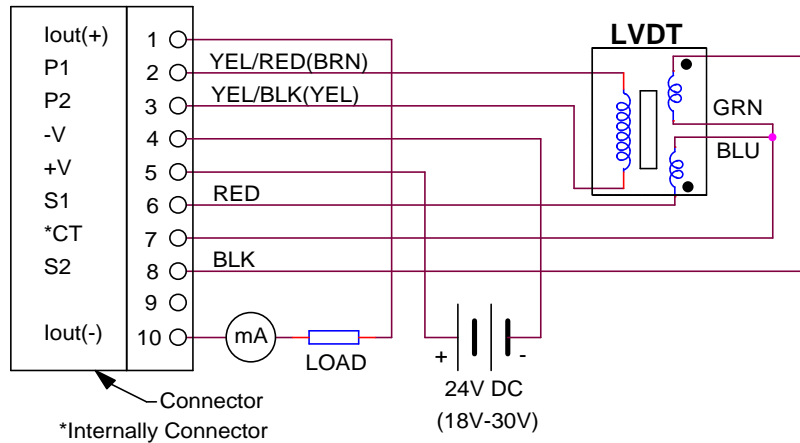 LVDT
Iout(+) 1
P1 2 YEL/RED(BRN)
P2 3 YEL/BLK(YEL)
GRN
-V 4
BLU
+V 5
S1 6 RED
*CT 7
S2 8 BLK
9
Iout(-) 10 mA
LOAD
+ -
24V DC
(18V-30V)
Connector
*Internally Connector